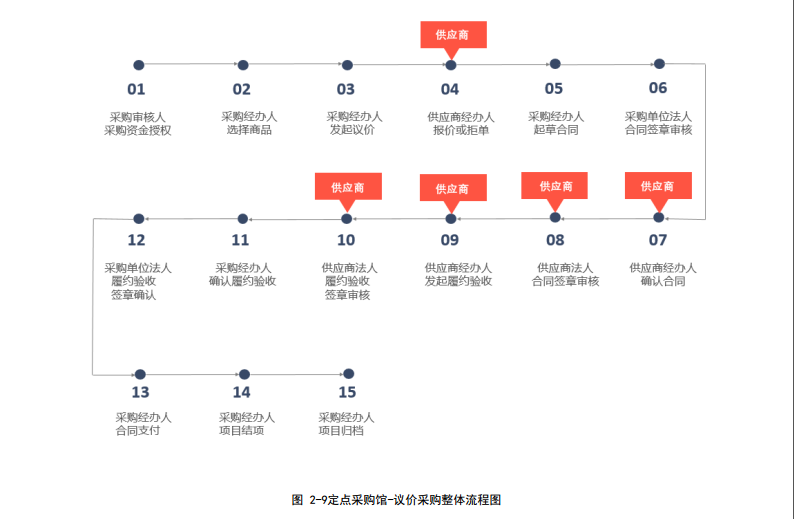 供应商
01
02
03
04
05
06
采购审核人
采购资金授权
采购经办人
选择商品
采购经办人
发起议价
供应商经办人
报价或拒单
采购经办人
起草合同
采购单位法人
合同签章审核
供应商
供应商
供应商
供应商
12
11
10
09
08
07
采购单位法人
履约验收
签章确认
采购经办人
确认履约验收
供应商法人
履约验收
签章审核
供应商经办人
发起履约验收
供应商法人
合同签章审核
供应商经办人
确认合同
13
14
15
采购经办人
合同支付
采购经办人
项目结项
采购经办人
项目归档
图 2-9定点采购馆-议价采购整体流程图